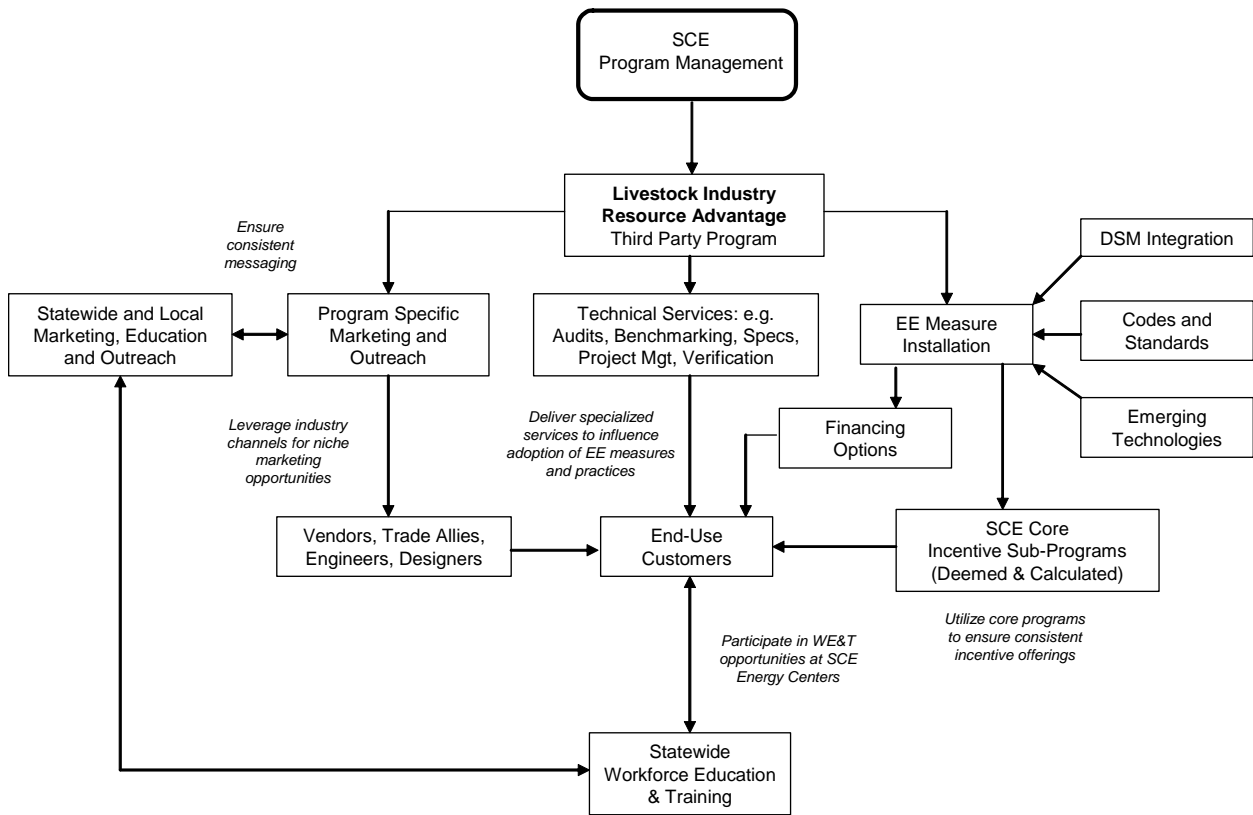 SCE
Program Management
Livestock Industry
Resource Advantage
Third Party Program
Ensure
consistent
messaging
DSM Integration
Statewide and Local
Marketing, Education
and Outreach
Program Specific
Marketing and
Outreach
Technical Services: e.g.
Audits, Benchmarking, Specs,
Project Mgt, Verification
EE Measure
Installation
Codes and
Standards
Leverage industry
channels for niche
marketing
opportunities
Deliver specialized
services to influence
adoption of EE measures
and practices
Financing
Options
Emerging
Technologies
Vendors, Trade Allies,
Engineers, Designers
End-Use
Customers
SCE Core
Incentive Sub-Programs
(Deemed & Calculated)
Participate in WE&T
opportunities at SCE
Energy Centers
Utilize core programs
to ensure consistent
incentive offerings
Statewide
Workforce Education
& Training